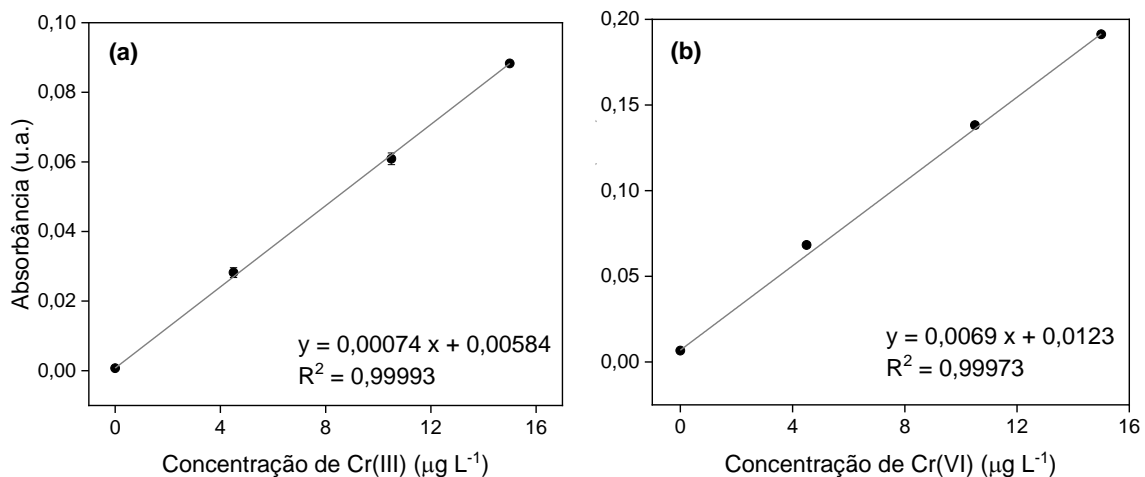 (a)
0,10
0,08
0,06
0,04
0,02
0,00
Absorbância (u.a.)
y = 0,00074 x + 0,00584
R² = 0,99993
0 4 8 12 16
Concentração de Cr(III) (μg L⁻¹)
(b)
0,20
0,15
0,10
0,05
0,00
y = 0,0069 x + 0,0123
R² = 0,99973
0 4 8 12 16
Concentração de Cr(VI) (μg L⁻¹)